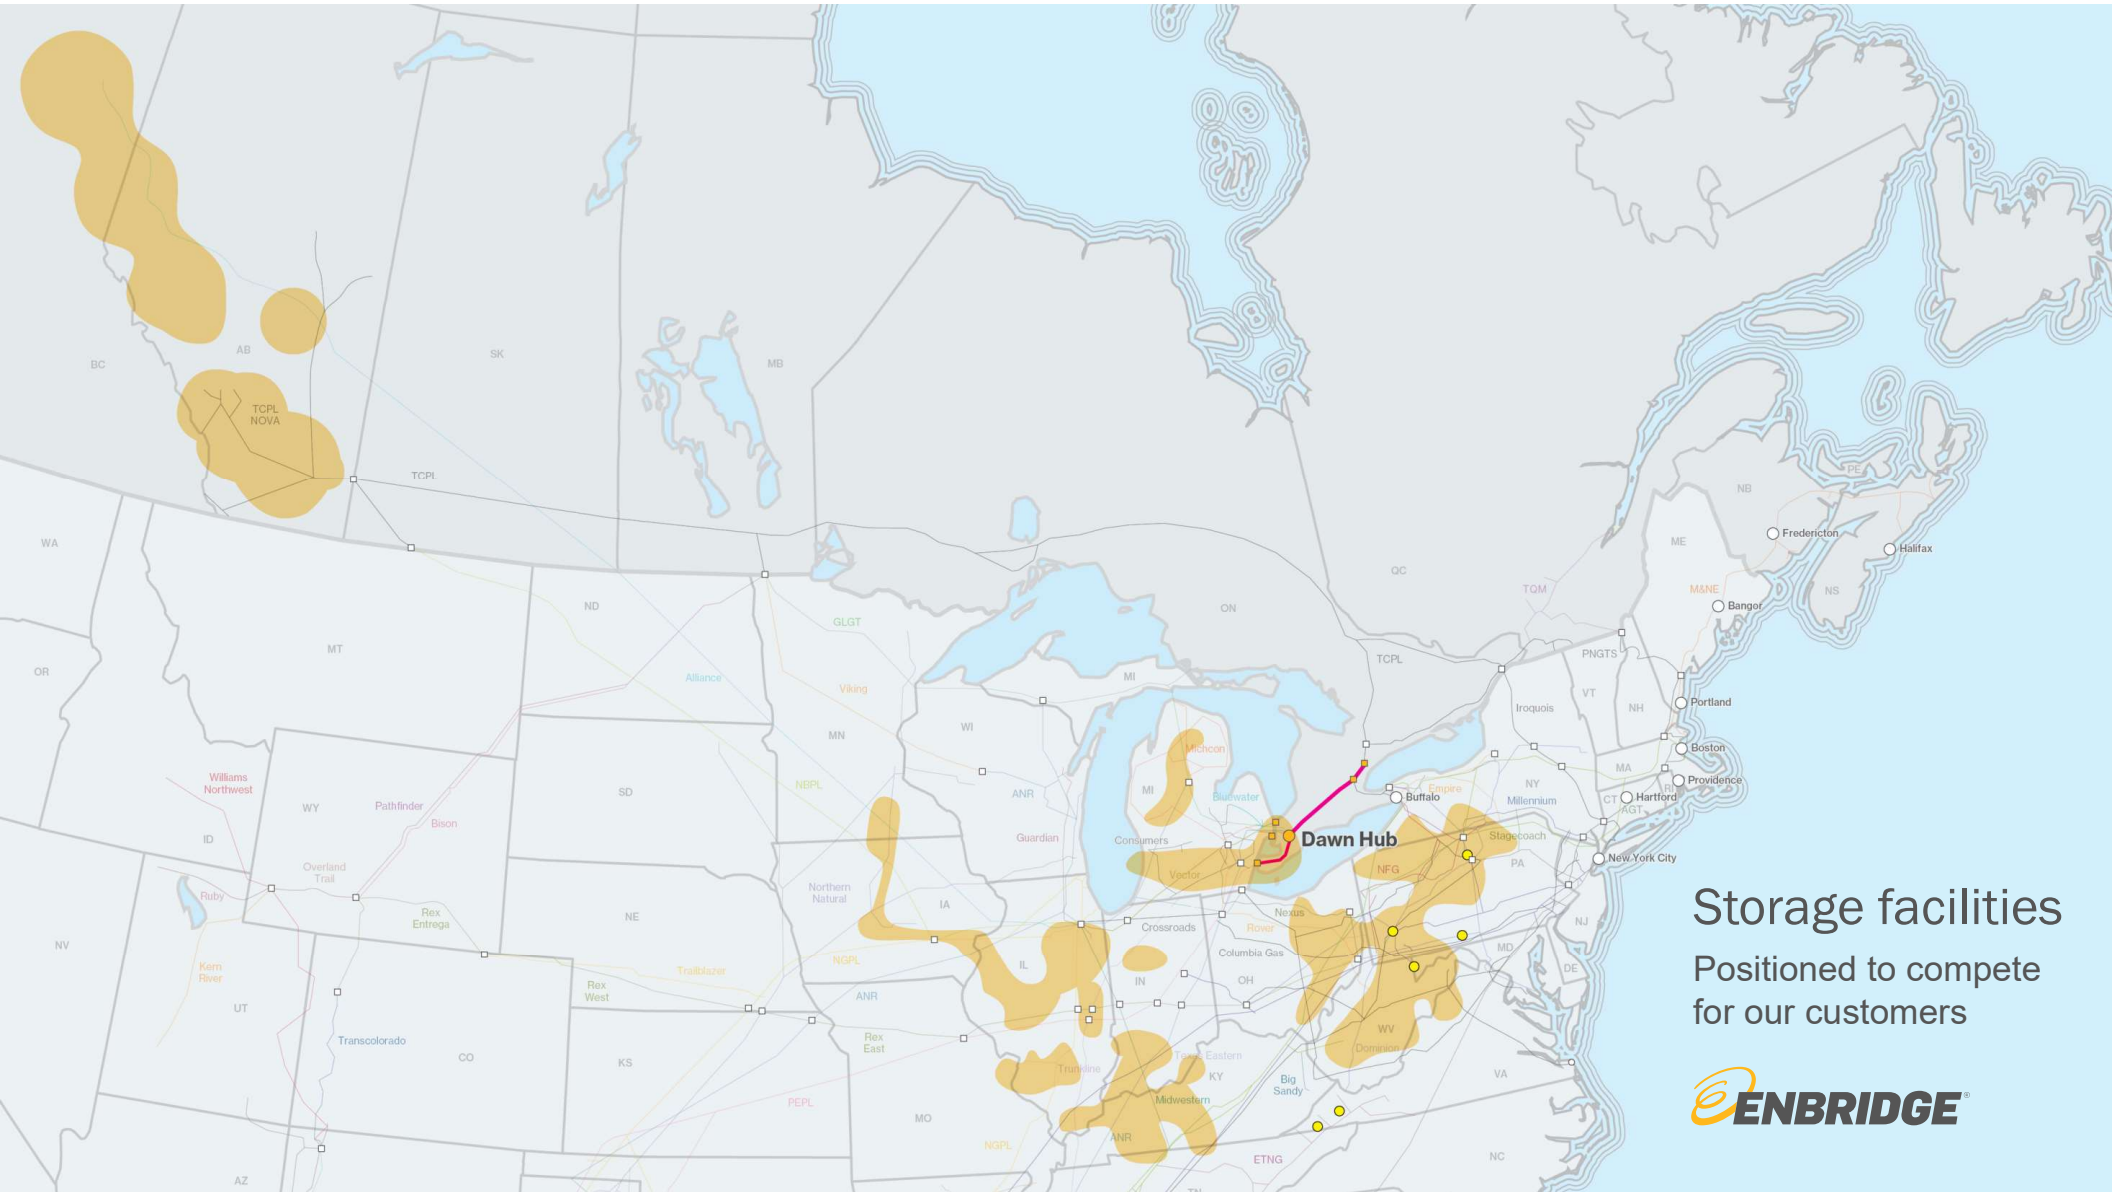 BC
AB
SK
MB
TCPL
NOVA
TCPL
PE
NB
WA
Fredericton
Halifax
ME
QC
TQM
M&NE
NS
ND
ON
Bangor
GLGT
MT
OR
TCPL
PNGTS
MI
Alliance
Viking
VT
NH
Portland
Iroquois
WI
MN
Michcon
Boston
MA
Williams
Northwest
NBPL
SD
ANR
MI
Bluewater
Buffalo
Empire
NY
Millennium
CT
RI
Providence
Hartford
AGT
WY
Pathfinder
Bison
ID
Guardian
Consumers
Dawn Hub
Stagecoach
PA
New York City
Overland
Trail
Vector
NFG
Ruby
Northern
Natural
IA
Rex
Entrega
NE
Nexus
Crossroads
Rover
NJ
Storage facilities
Positioned to compete
for our customers
NV
Kern
River
Trailblazer
NGPL
IL
Columbia Gas
MD
DE
UT
Rex
West
ANR
IN
OH
Transcolorado
CO
KS
Rex
East
WV
Dominion
Texas Eastern
Trunkline
KY
Big
Sandy
VA
PEPL
Midwestern
MO
ANR
NGPL
ETNG
NC
AZ
TN
ENBRIDGE®